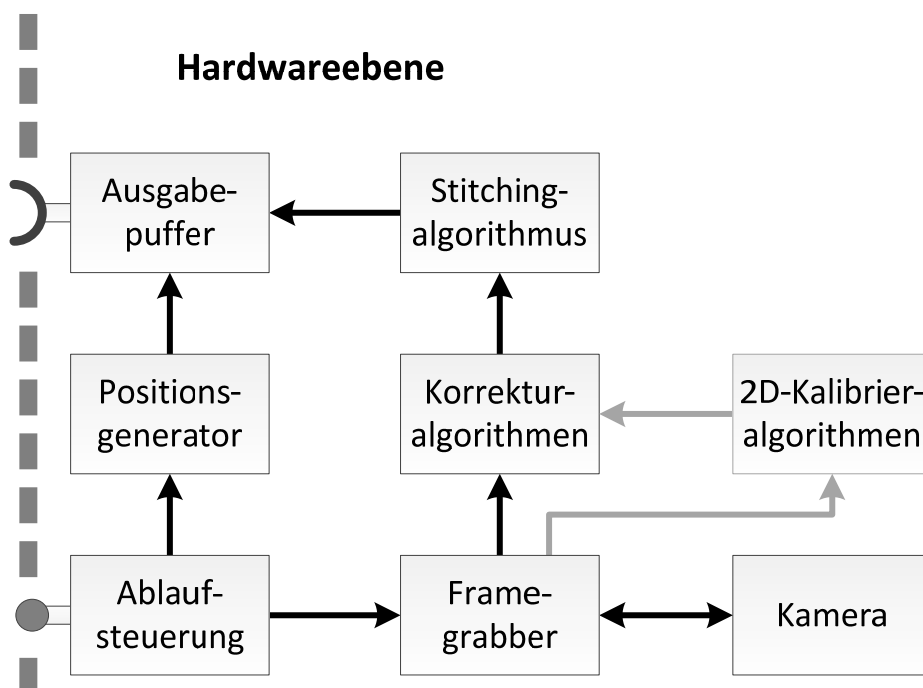 Hardwareebene
Ausgabe-
puffer
Stitching-
algorithmus
Positions-
generator
Korrektur-
algorithmen
2D-Kalibrier-
algorithmen
Ablauf-
steuerung
Frame-
grabber
Kamera